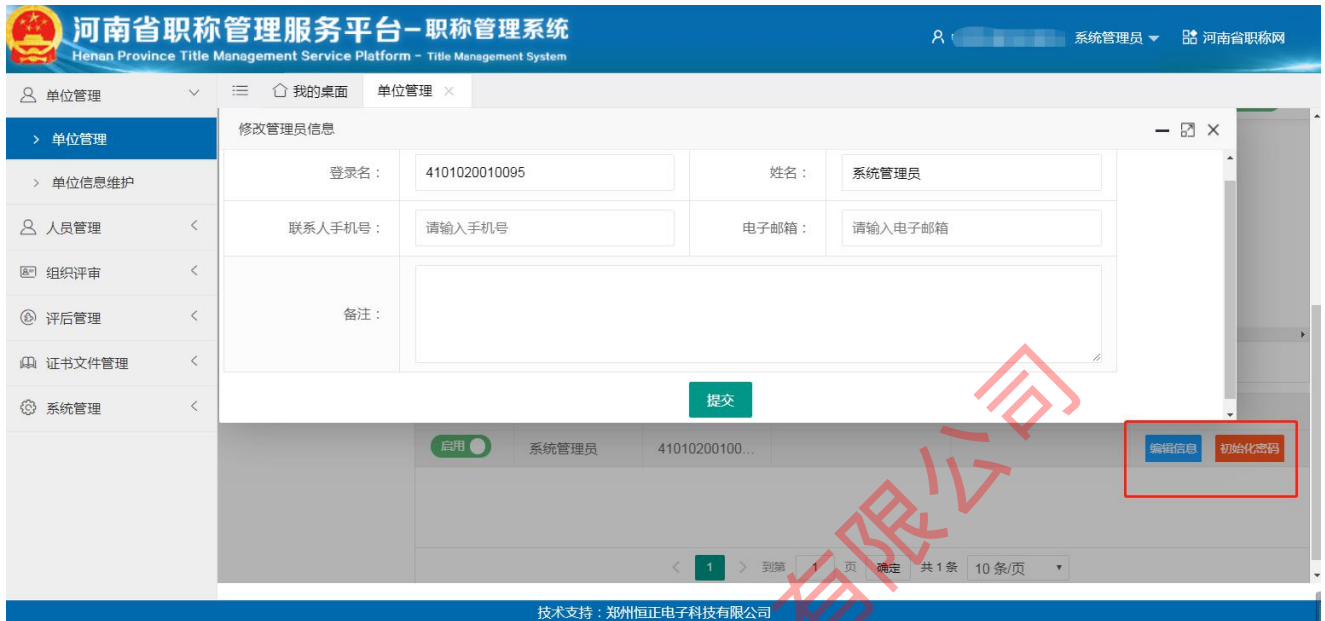 河南省职称管理服务平台-职称管理系统
Henan Province Title Management Service Platform - Title Management System
系统管理员 河南省职称网
单位管理
我的桌面 单位管理
单位管理
单位信息维护
人员管理
组织评审
评后管理
证书文件管理
系统管理
修改管理员信息
登录名： 4101020010095 姓名： 系统管理员
联系人手机号： 请输入手机号 电子邮箱： 请输入电子邮箱
备注：
提交
启用 系统管理员 41010200100... 编辑信息 初始化密码
1 到第 1 页 确定 共1条 10条/页
技术支持：郑州恒正电子科技有限公司
有限公司